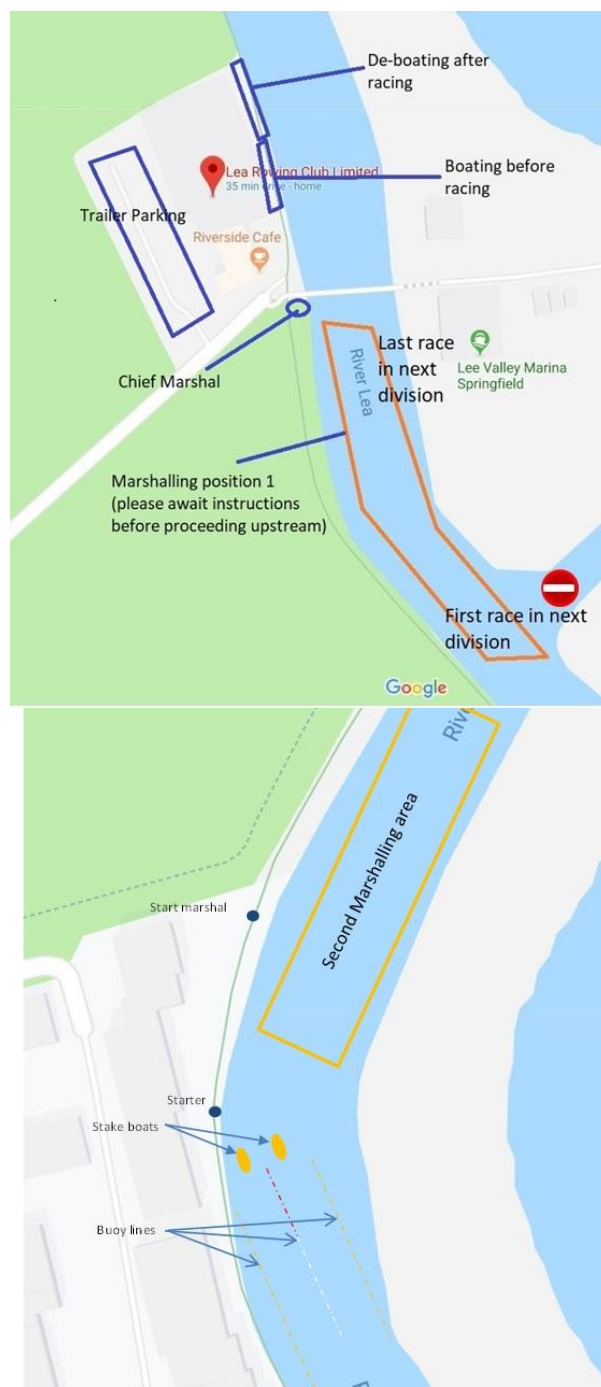 De-boating after
racing
Boating before
racing
Lea Rowing Club Limited
35 min drive - home
Trailer Parking
Riverside Cafe
Chief Marshal
River Lea
Last race
in next
division
Lee Valley Marina
Springfield
Marshalling position 1
(please await instructions
before proceeding upstream)
First race in next
division
Google
Second Marshalling area
Start marshal
Starter
Stake boats
Buoy lines